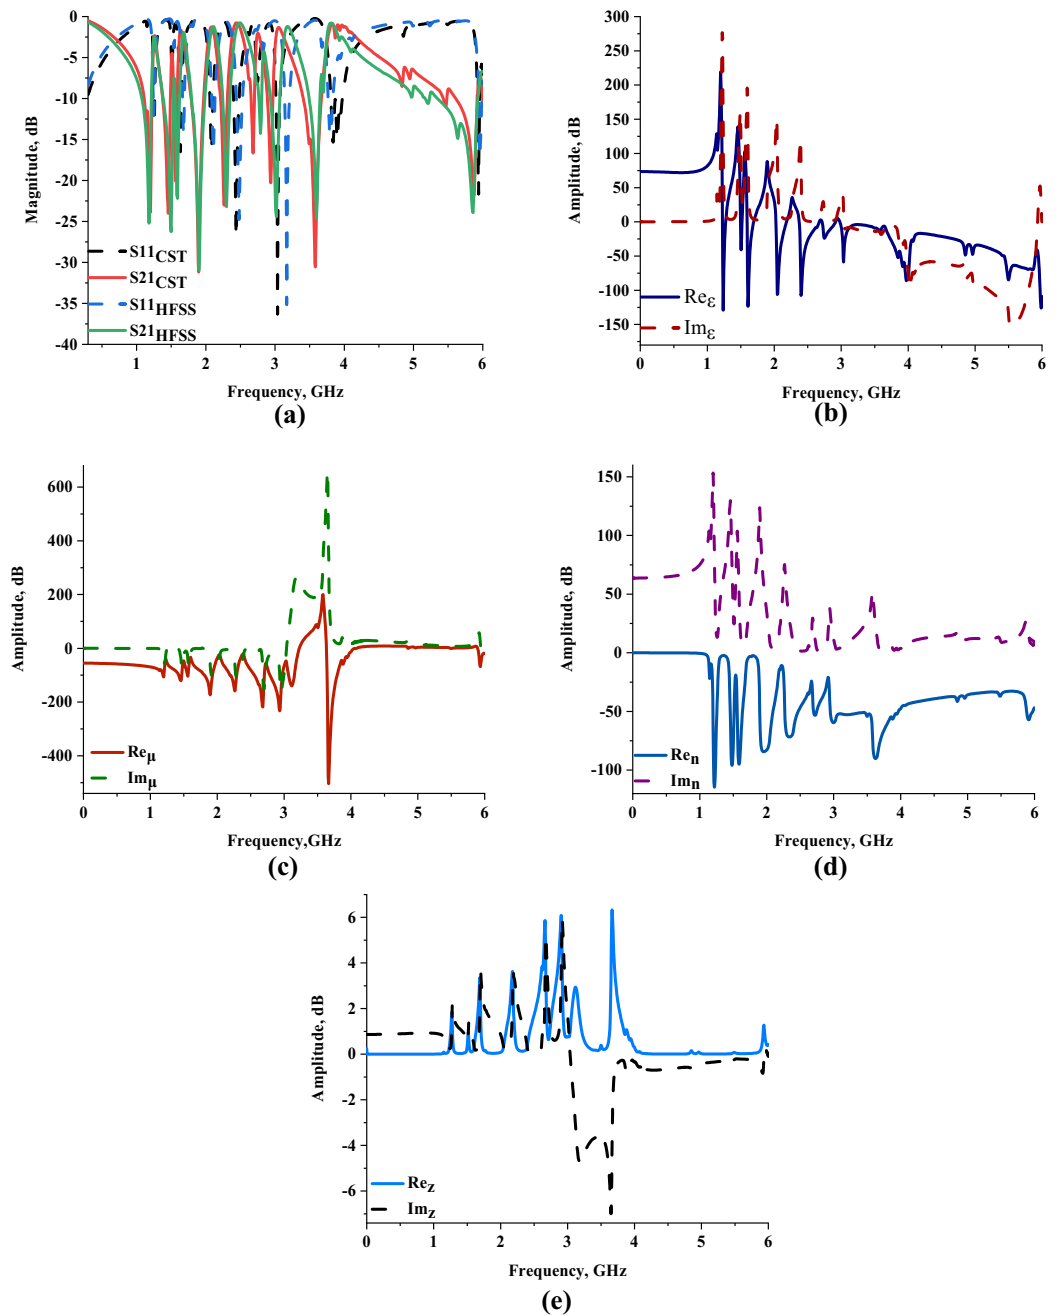 0
-5
-10
-15
-20
-25
-30
-35
-40
Magnitude, dB
S11CST
S21CST
S11HFSS
S21HFSS
1 2 3 4 5 6
Frequency, GHz
(a)
300
250
200
150
100
50
0
-50
-100
-150
Amplitude, dB
Reε
Imε
0 1 2 3 4 5 6
Frequency, GHz
(b)
600
400
200
0
-200
-400
Amplitude, dB
Reμ
Imμ
0 1 2 3 4 5 6
Frequency,GHz
(c)
150
100
50
0
-50
-100
Amplitude, dB
Ren
Imn
0 1 2 3 4 5 6
Frequency, GHz
(d)
6
4
2
0
-2
-4
-6
Amplitude, dB
Rez
Imz
0 1 2 3 4 5 6
Frequency, GHz
(e)